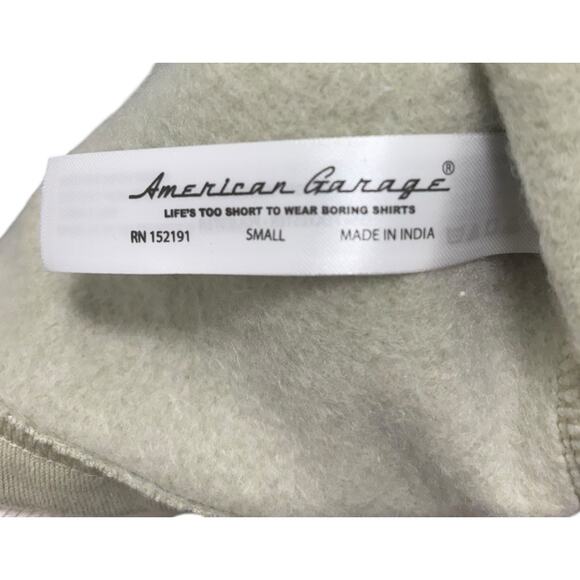 American Garage®
LIFE'S TOO SHORT TO WEAR BORING SHIRTS
RN 152191 SMALL MADE IN INDIA